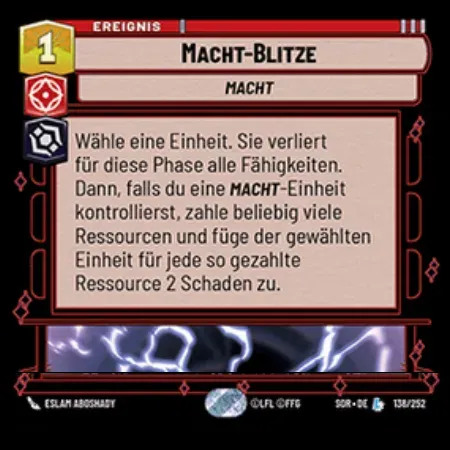 EREIGNIS
1
MACHT-BLITZE
MACHT
Wähle eine Einheit. Sie verliert
für diese Phase alle Fähigkeiten.
Dann, falls du eine MACHT-Einheit
kontrollierst, zahle beliebig viele
Ressourcen und füge der gewählten
Einheit für jede so gezahlte
Ressource 2 Schaden zu.
ESLAM ABOSHADY
©LFL ©FFG
SOR • DE
138/252